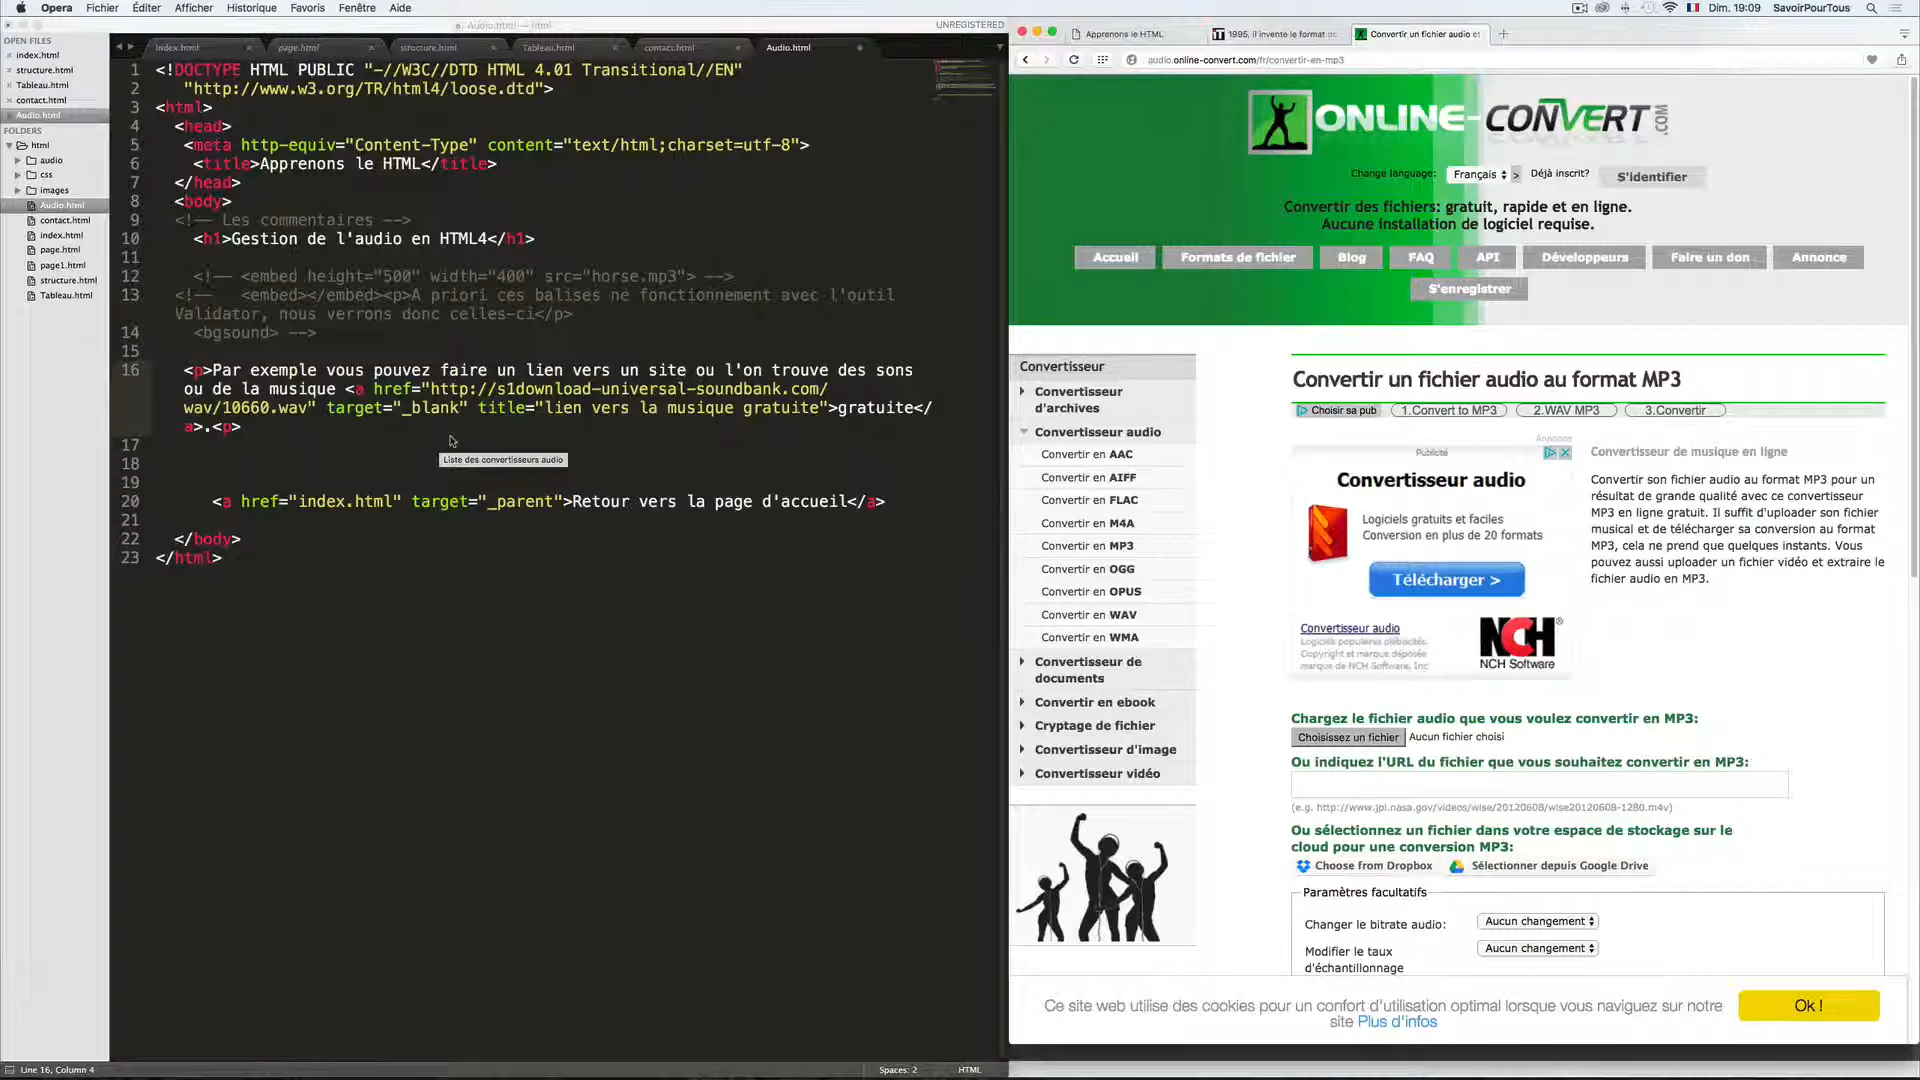 Opera Fichier Éditer Afficher Historique Favoris Fenêtre Aide
Dim. 19:09 SavoirPourTous
Audio.html — html
UNREGISTERED
OPEN FILES
index.html
structure.html
Tableau.html
contact.html
Audio.html
FOLDERS
html
audio
css
images
Audio.html
contact.html
index.html
page.html
page1.html
structure.html
Tableau.html
index.html page.html structure.html Tableau.html contact.html Audio.html
1 <!DOCTYPE HTML PUBLIC "-//W3C//DTD HTML 4.01 Transitional//EN"
2 "http://www.w3.org/TR/html4/loose.dtd">
3 <html>
4 <head>
5 <meta http-equiv="Content-Type" content="text/html;charset=utf-8">
6 <title>Apprenons le HTML</title>
7 </head>
8 <body>
9 <!-- Les commentaires -->
10 <h1>Gestion de l'audio en HTML4</h1>
11
12 <!-- <embed height="500" width="400" src="horse.mp3"> -->
13 <!-- <embed></embed><p>A priori ces balises ne fonctionnement avec l'outil
Validator, nous verrons donc celles-ci</p>
14 <bgsound> -->
15
16 <p>Par exemple vous pouvez faire un lien vers un site ou l'on trouve des sons
ou de la musique <a href="http://s1download-universal-soundbank.com/
wav/10660.wav" target="_blank" title="lien vers la musique gratuite">gratuite</
a>.<p>
17
Liste des convertisseurs audio
18
19
20 <a href="index.html" target="_parent">Retour vers la page d'accueil</a>
21
22 </body>
23 </html>
Line 16, Column 4
Spaces: 2 HTML
Apprenons le HTML
1995, il invente le format de
Convertir un fichier audio et
audio.online-convert.com/fr/convertir-en-mp3
ONLINE-CONVERT.COM
Change language: Français > Déjà inscrit? S'identifier
Convertir des fichiers: gratuit, rapide et en ligne.
Aucune installation de logiciel requise.
Accueil Formats de fichier Blog FAQ API Développeurs Faire un don Annonce
S'enregistrer
Convertisseur
Convertisseur
d'archives
Convertisseur audio
Convertir en AAC
Convertir en AIFF
Convertir en FLAC
Convertir en M4A
Convertir en MP3
Convertir en OGG
Convertir en OPUS
Convertir en WAV
Convertir en WMA
Convertisseur de
documents
Convertir en ebook
Cryptage de fichier
Convertisseur d'image
Convertisseur vidéo
Convertir un fichier audio au format MP3
Choisir sa pub 1.Convert to MP3 2.WAV MP3 3.Convertir
Annonce
Publicité
Convertisseur audio
Logiciels gratuits et faciles
Conversion en plus de 20 formats
Télécharger >
Convertisseur audio
Logiciels populaires plébiscités.
Copyright et marque déposée
marque de NCH Software, Inc
NCH
NCH Software
Convertisseur de musique en ligne
Convertir son fichier audio au format MP3 pour un
résultat de grande qualité avec ce convertisseur
MP3 en ligne gratuit. Il suffit d'uploader son fichier
musical et de télécharger sa conversion au format
MP3, cela ne prend que quelques instants. Vous
pouvez aussi uploader un fichier vidéo et extraire le
fichier audio en MP3.
Chargez le fichier audio que vous voulez convertir en MP3:
Choisissez un fichier Aucun fichier choisi
Ou indiquez l'URL du fichier que vous souhaitez convertir en MP3:
(e.g. http://www.jpl.nasa.gov/videos/wise/20120608/wise20120608-1280.m4v)
Ou sélectionnez un fichier dans votre espace de stockage sur le
cloud pour une conversion MP3:
Choose from Dropbox Sélectionner depuis Google Drive
Paramètres facultatifs
Changer le bitrate audio: Aucun changement
Modifier le taux
d'échantillonnage
Aucun changement
Ce site web utilise des cookies pour un confort d'utilisation optimal lorsque vous naviguez sur notre
site Plus d'infos
Ok !